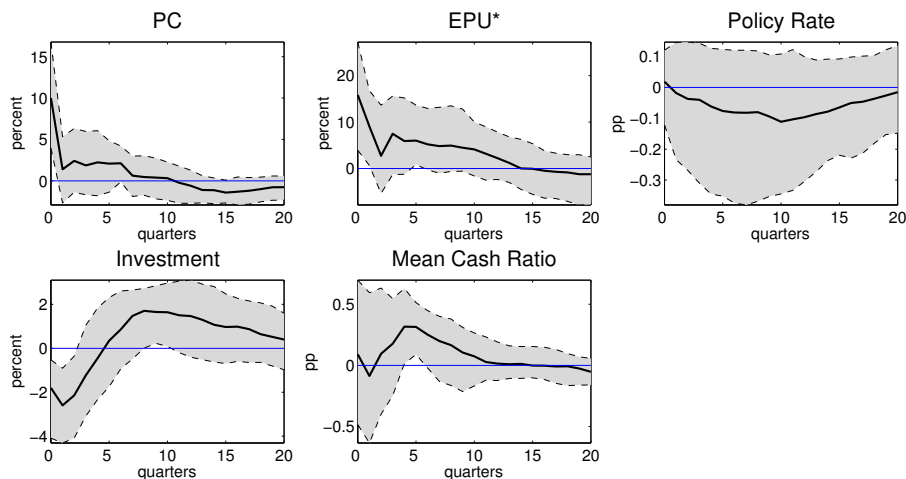 PC
percent
15
10
5
0
0 5 10 15 20
quarters
EPU*
percent
20
10
0
0 5 10 15 20
quarters
Policy Rate
pp
0.1
0
−0.1
−0.2
−0.3
0 5 10 15 20
quarters
Investment
percent
2
0
−2
−4
0 5 10 15 20
quarters
Mean Cash Ratio
pp
0.5
0
−0.5
0 5 10 15 20
quarters